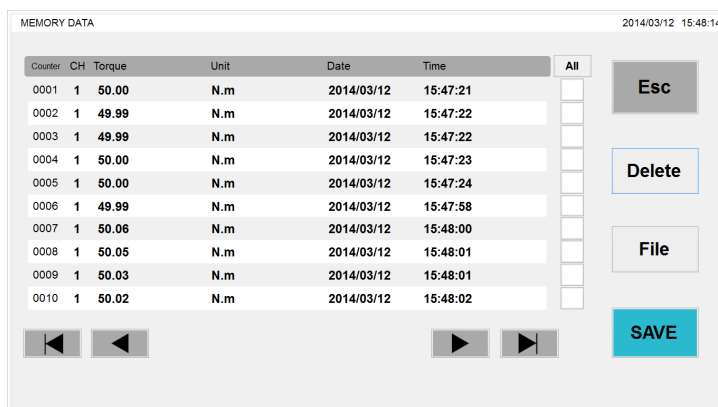 MEMORY DATA 2014/03/12 15:48:14
Counter CH Torque Unit Date Time All
0001 1 50.00 N.m 2014/03/12 15:47:21
0002 1 49.99 N.m 2014/03/12 15:47:22
0003 1 49.99 N.m 2014/03/12 15:47:22
0004 1 50.00 N.m 2014/03/12 15:47:23
0005 1 50.00 N.m 2014/03/12 15:47:24
0006 1 49.99 N.m 2014/03/12 15:47:58
0007 1 50.06 N.m 2014/03/12 15:48:00
0008 1 50.05 N.m 2014/03/12 15:48:01
0009 1 50.03 N.m 2014/03/12 15:48:01
0010 1 50.02 N.m 2014/03/12 15:48:02
Esc
Delete
File
SAVE